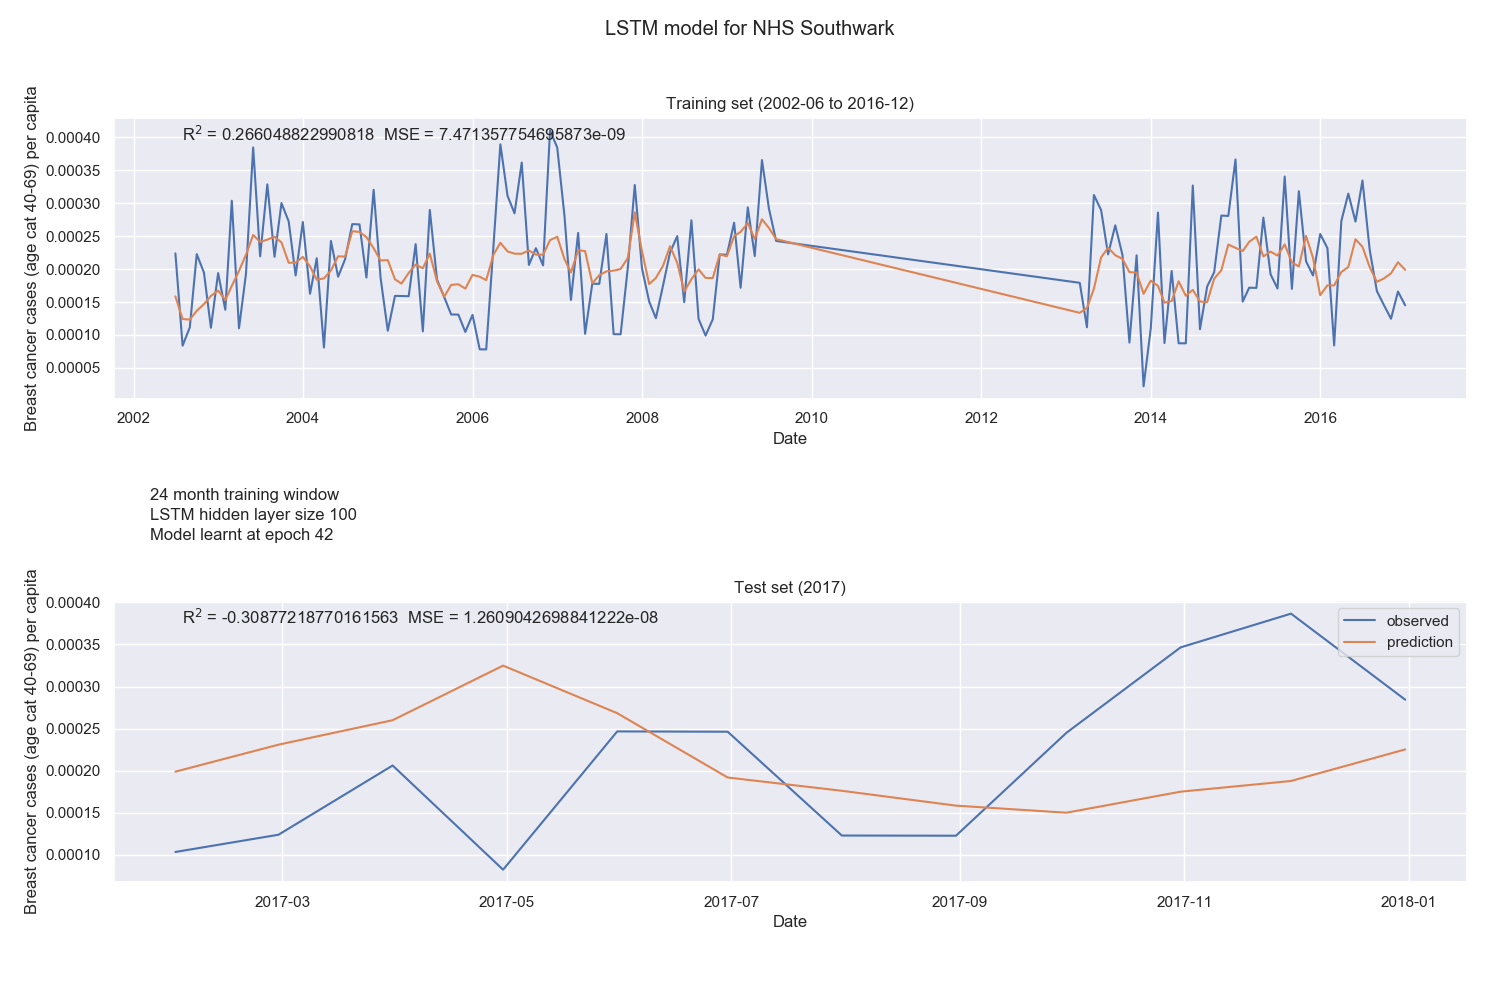 LSTM model for NHS Southwark
Training set (2002-06 to 2016-12)
Breast cancer cases (age cat 40-69) per capita
R² = 0.266048822990818 MSE = 7.471357754695873e-09
0.00040
0.00035
0.00030
0.00025
0.00020
0.00015
0.00010
0.00005
2002 2004 2006 2008 2010 2012 2014 2016
Date
24 month training window
LSTM hidden layer size 100
Model learnt at epoch 42
Test set (2017)
Breast cancer cases (age cat 40-69) per capita
R² = -0.30877218770161563 MSE = 1.2609042698841222e-08
observed
prediction
0.00040
0.00035
0.00030
0.00025
0.00020
0.00015
0.00010
2017-03 2017-05 2017-07 2017-09 2017-11 2018-01
Date